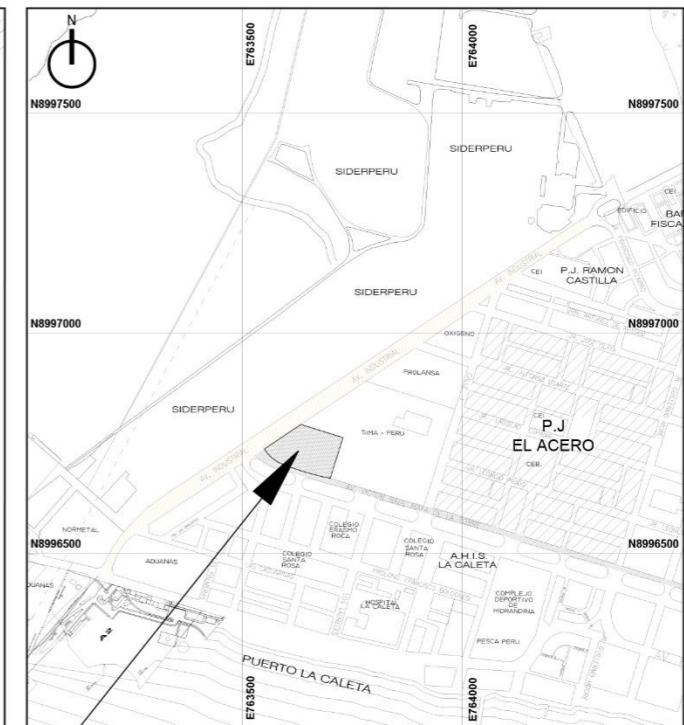 N
E763500
E764000
N8997500
N8997500
SIDERPERU
SIDERPERU
CEI
EDIFICIO
BA
FISCA
AV. INDUSTRIAL
CEI
P.J. RAMON
CASTILLA
SIDERPERU
N8997000
N8997000
OXIGENO
AV. INDUSTRIAL
PROLANSA
SIDERPERU
CEI
P.J
EL ACERO
SIMA - PERU
CEB.
AV. INDUSTRIAL
NORMETAL
COLEGIO
ERASMO
ROCA
N8996500
N8996500
ADUANAS
COLEGIO
SANTA
ROSA
COLEGIO
SANTA
ROSA
A.H.I.S.
LA CALETA
DUANAS
HOSPITAL
LA CALETA
COMPLEJO
DEPORTIVO
DE
HIDRANDINA
PESCA PERU
PUERTO LA CALETA
E763500
E764000